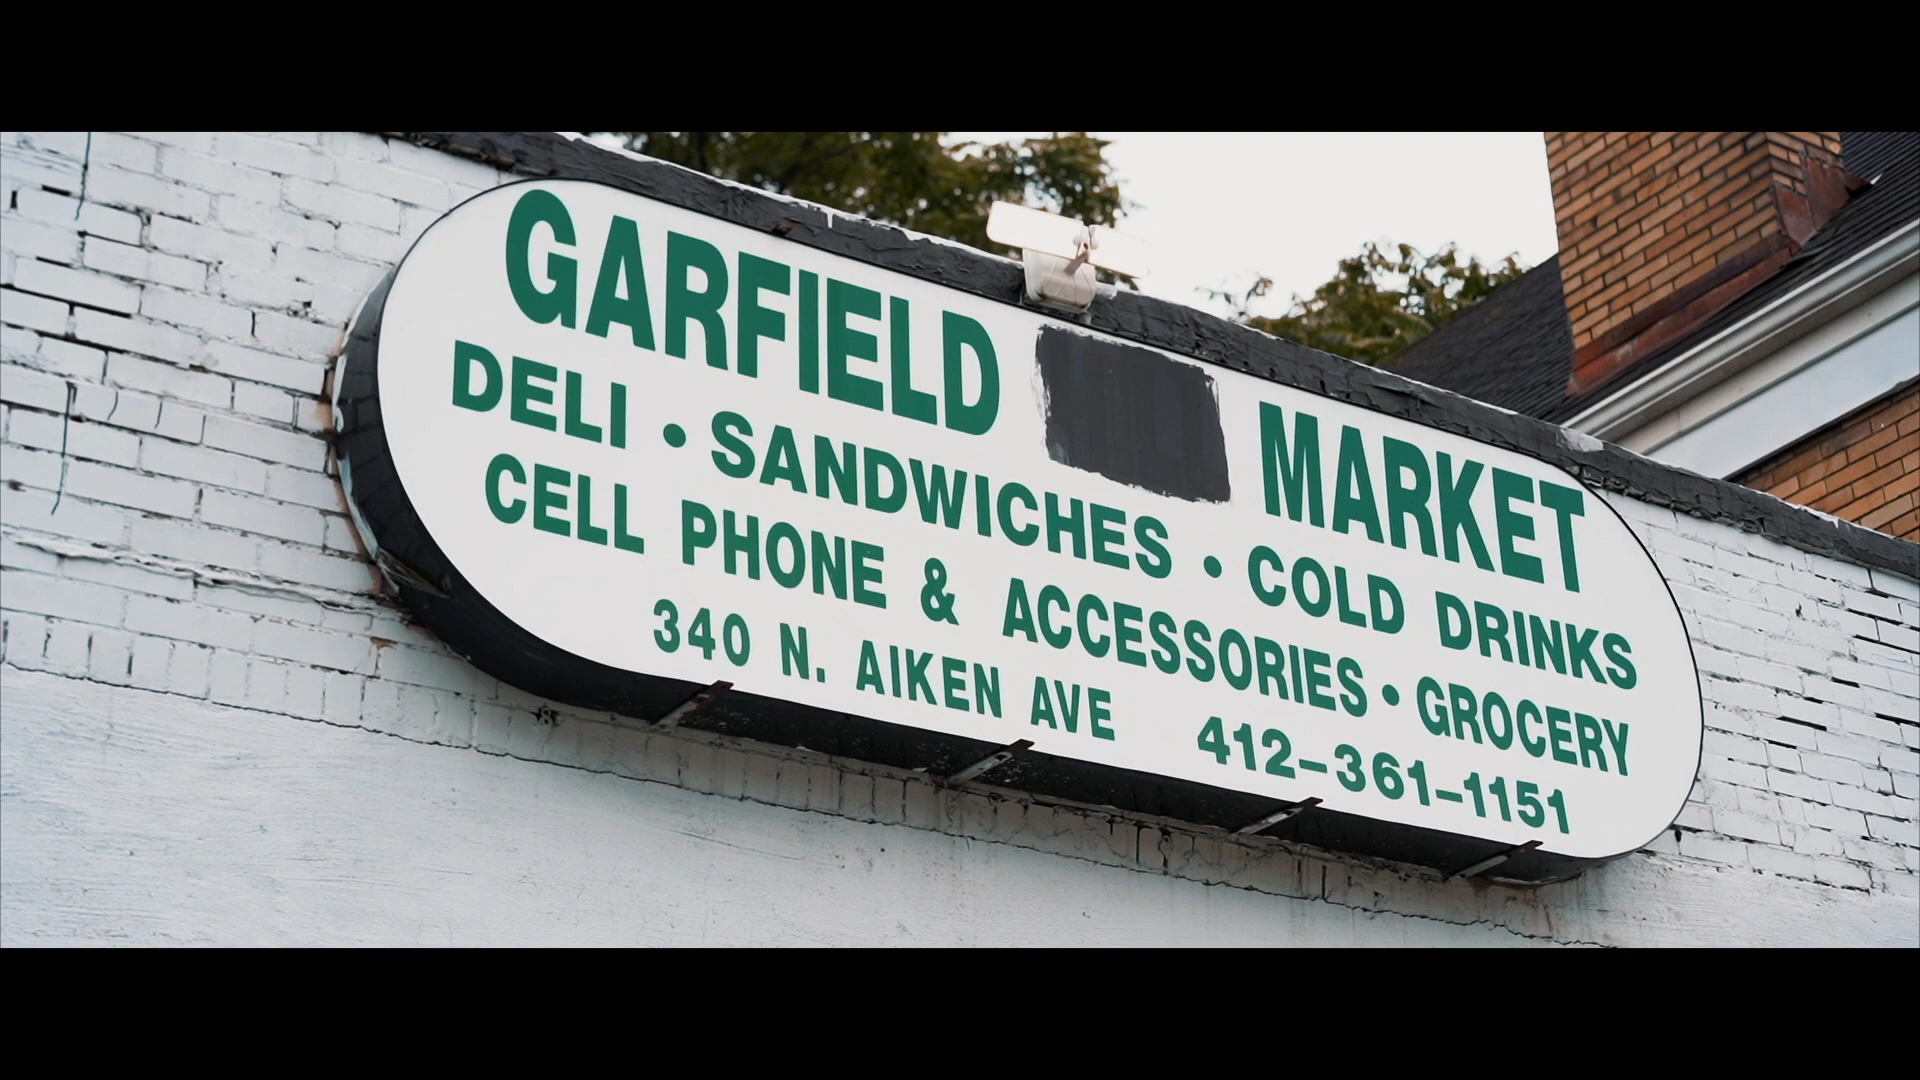 GARFIELD MARKET
DELI • SANDWICHES • COLD DRINKS
CELL PHONE & ACCESSORIES • GROCERY
340 N. AIKEN AVE 412-361-1151